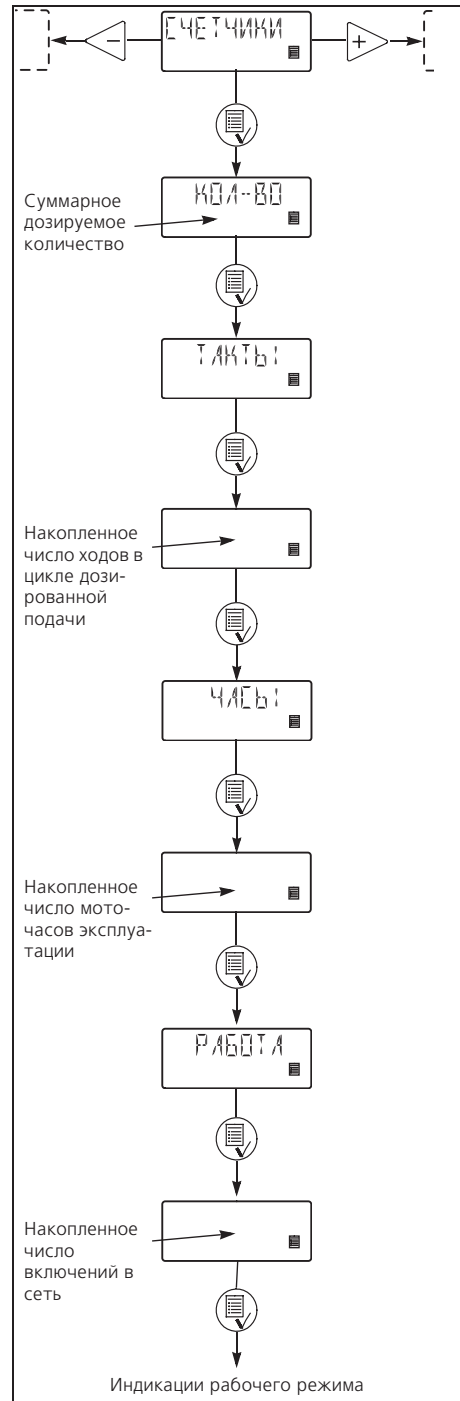 СЧЕТЧИКИ
− +
КОЛ-ВО
Суммарное
дозируемое
количество
ТАКТЫ
Накопленное
число ходов в
цикле дози-
рованной
подачи
ЧАСЫ
Накопленное
число мото-
часов эксплуа-
тации
РАБОТА
Накопленное
число
включений в
сеть
Индикации рабочего режима